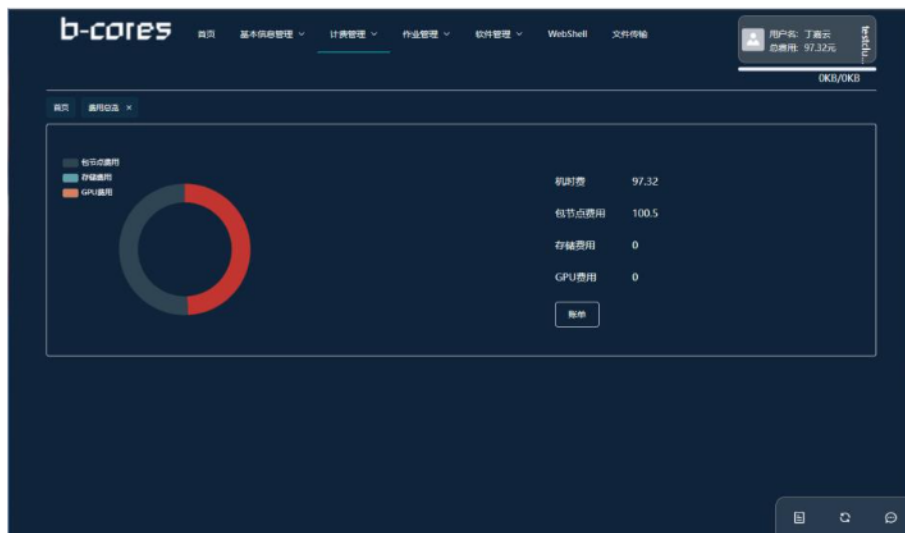 b-cores
首页 基本信息管理 计费管理 作业管理 软件管理 WebShell 文件传输
用户名: 丁嘉云
总费用: 97.32元
testclu...
0KB/0KB
首页 费用总览 ×
包节点费用
存储费用
GPU费用
机时费 97.32
包节点费用 100.5
存储费用 0
GPU费用 0
账单